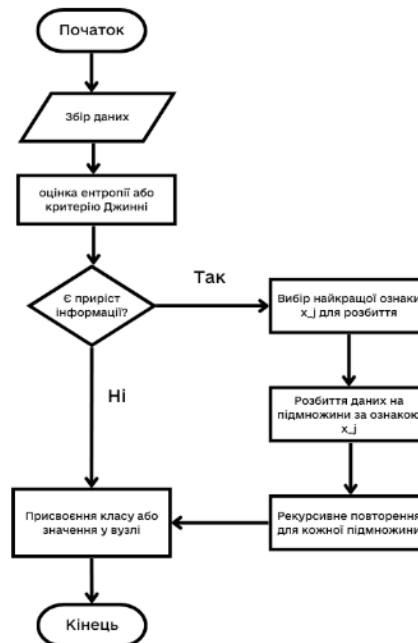 Початок
Збір даних
оцінка ентропії або
критерію Джинні
Є приріст
інформації?
Так
Вибір найкращої ознаки
x_j для розбиття
Ні
Розбиття даних на
підмножини за ознакою
x_j
Присвоєння класу або
значення у вузлі
Рекурсивне повторення
для кожної підмножини
Кінець